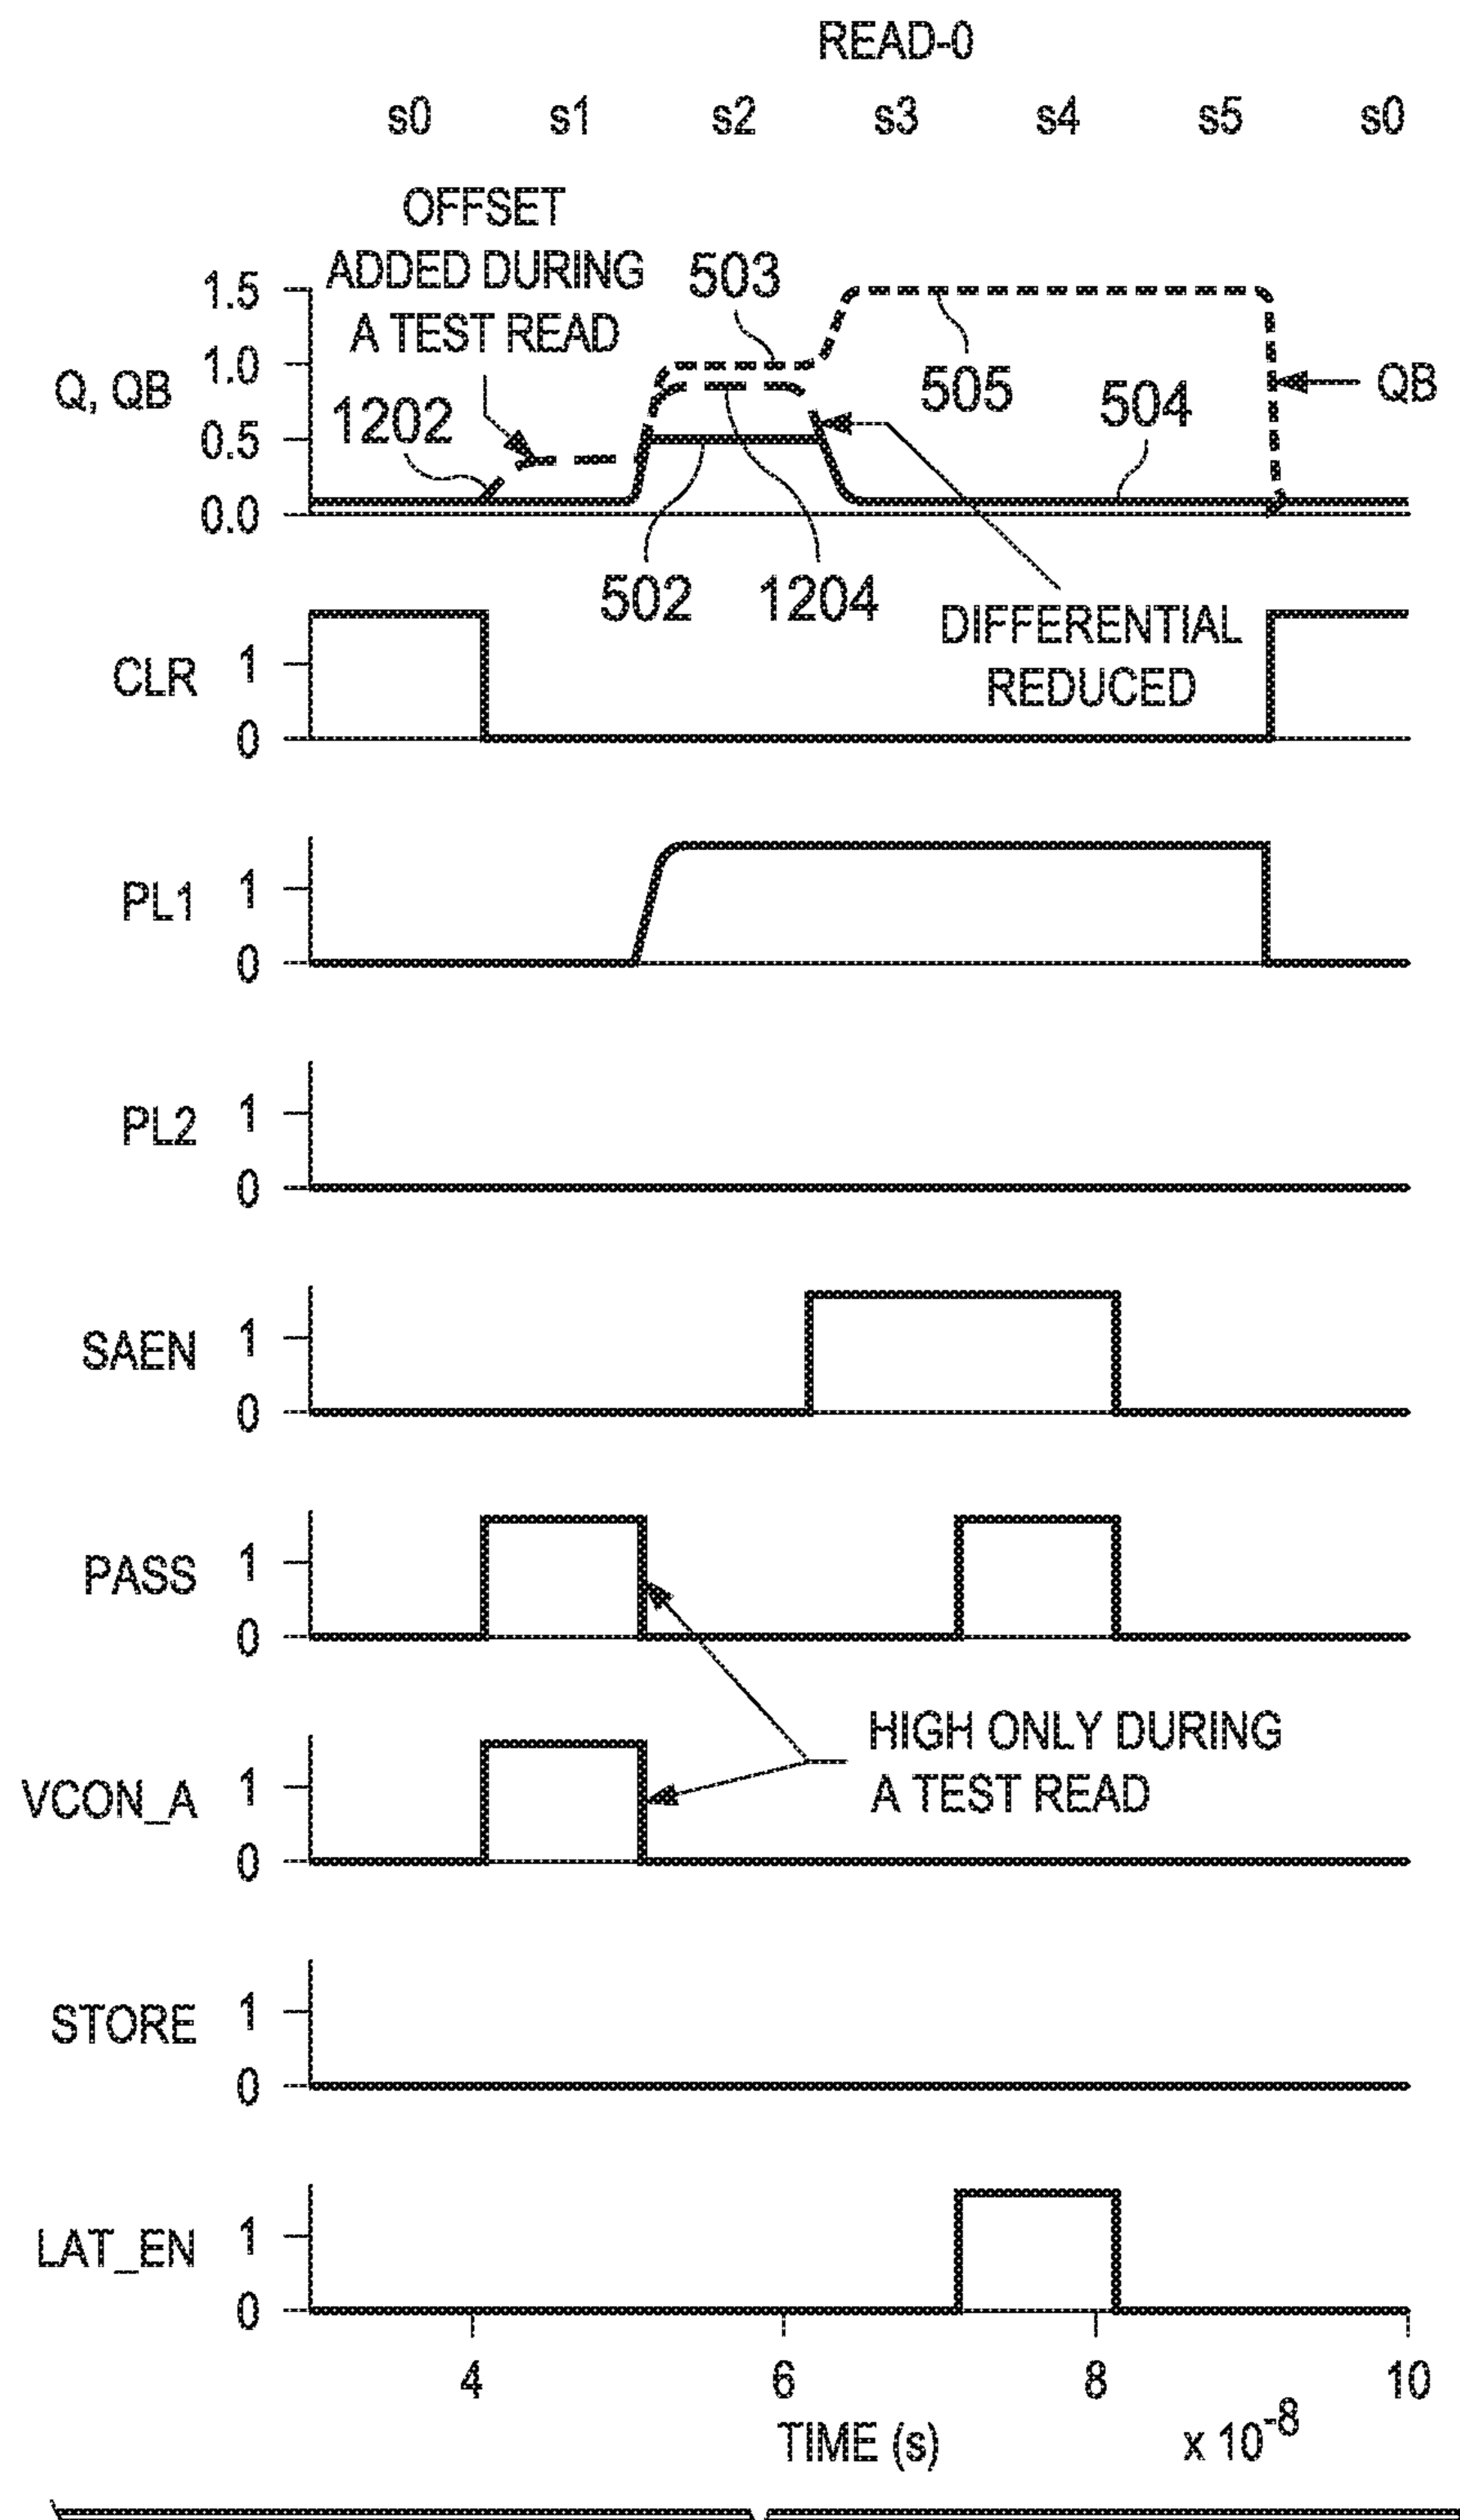 READ-0
s0 s1 s2 s3 s4 s5 s0
OFFSET
ADDED DURING
A TEST READ
503
1202
505
504
QB
502
1204
DIFFERENTIAL
REDUCED
Q, QB
1.5
1.0
0.5
0.0
CLR
1
0
PL1
1
0
PL2
1
0
SAEN
1
0
PASS
1
0
HIGH ONLY DURING
A TEST READ
VCON_A
1
0
STORE
1
0
LAT_EN
1
0
4 6 8 10
TIME (s) x 10-8